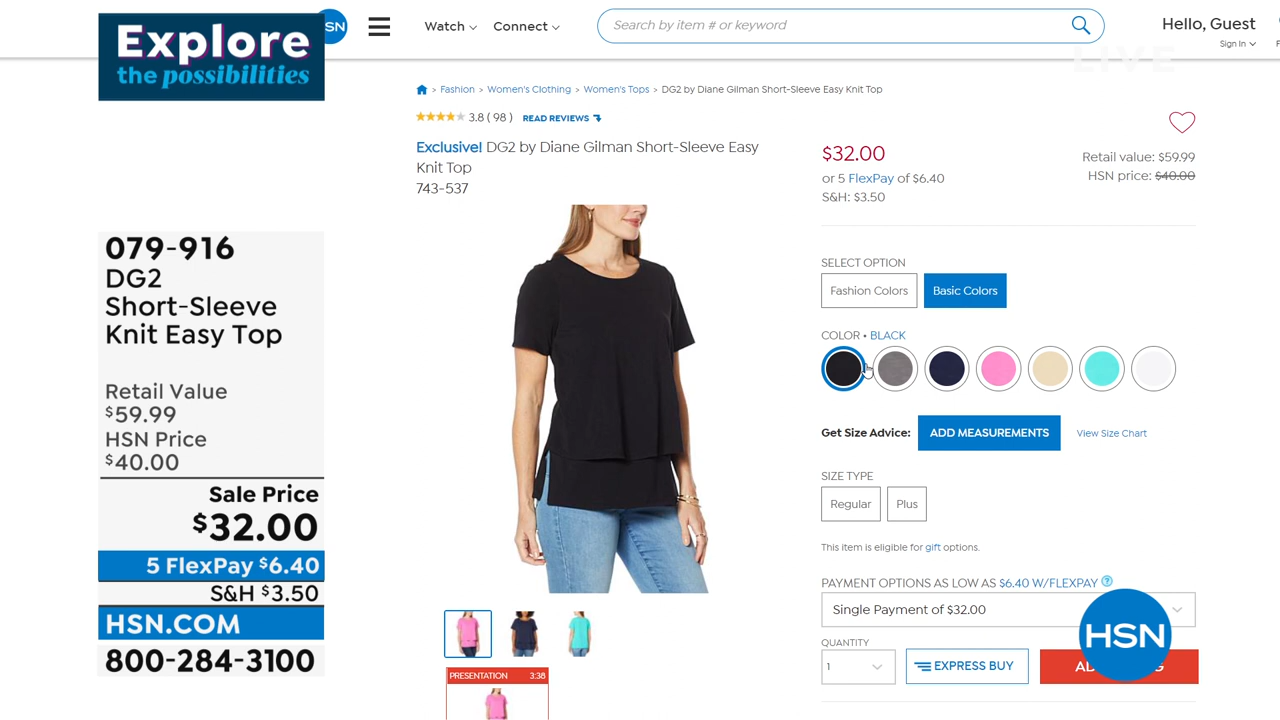 Explore
the possibilities
SN
Watch
Connect
Search by item # or keyword
Hello, Guest
Sign In
LIVE
> Fashion > Women's Clothing > Women's Tops > DG2 by Diane Gilman Short-Sleeve Easy Knit Top
3.8 ( 98 ) READ REVIEWS
Exclusive! DG2 by Diane Gilman Short-Sleeve Easy
Knit Top
743-537
$32.00
or 5 FlexPay of $6.40
S&H: $3.50
Retail value: $59.99
HSN price: $40.00
079-916
DG2
Short-Sleeve
Knit Easy Top
Retail Value
$59.99
HSN Price
$40.00
Sale Price
$32.00
5 FlexPay $6.40
S&H $3.50
HSN.COM
800-284-3100
PRESENTATION 3:38
SELECT OPTION
Fashion Colors
Basic Colors
COLOR • BLACK
Get Size Advice: ADD MEASUREMENTS View Size Chart
SIZE TYPE
Regular
Plus
This item is eligible for gift options.
PAYMENT OPTIONS AS LOW AS $6.40 W/FLEXPAY ?
Single Payment of $32.00
HSN
QUANTITY
1
EXPRESS BUY